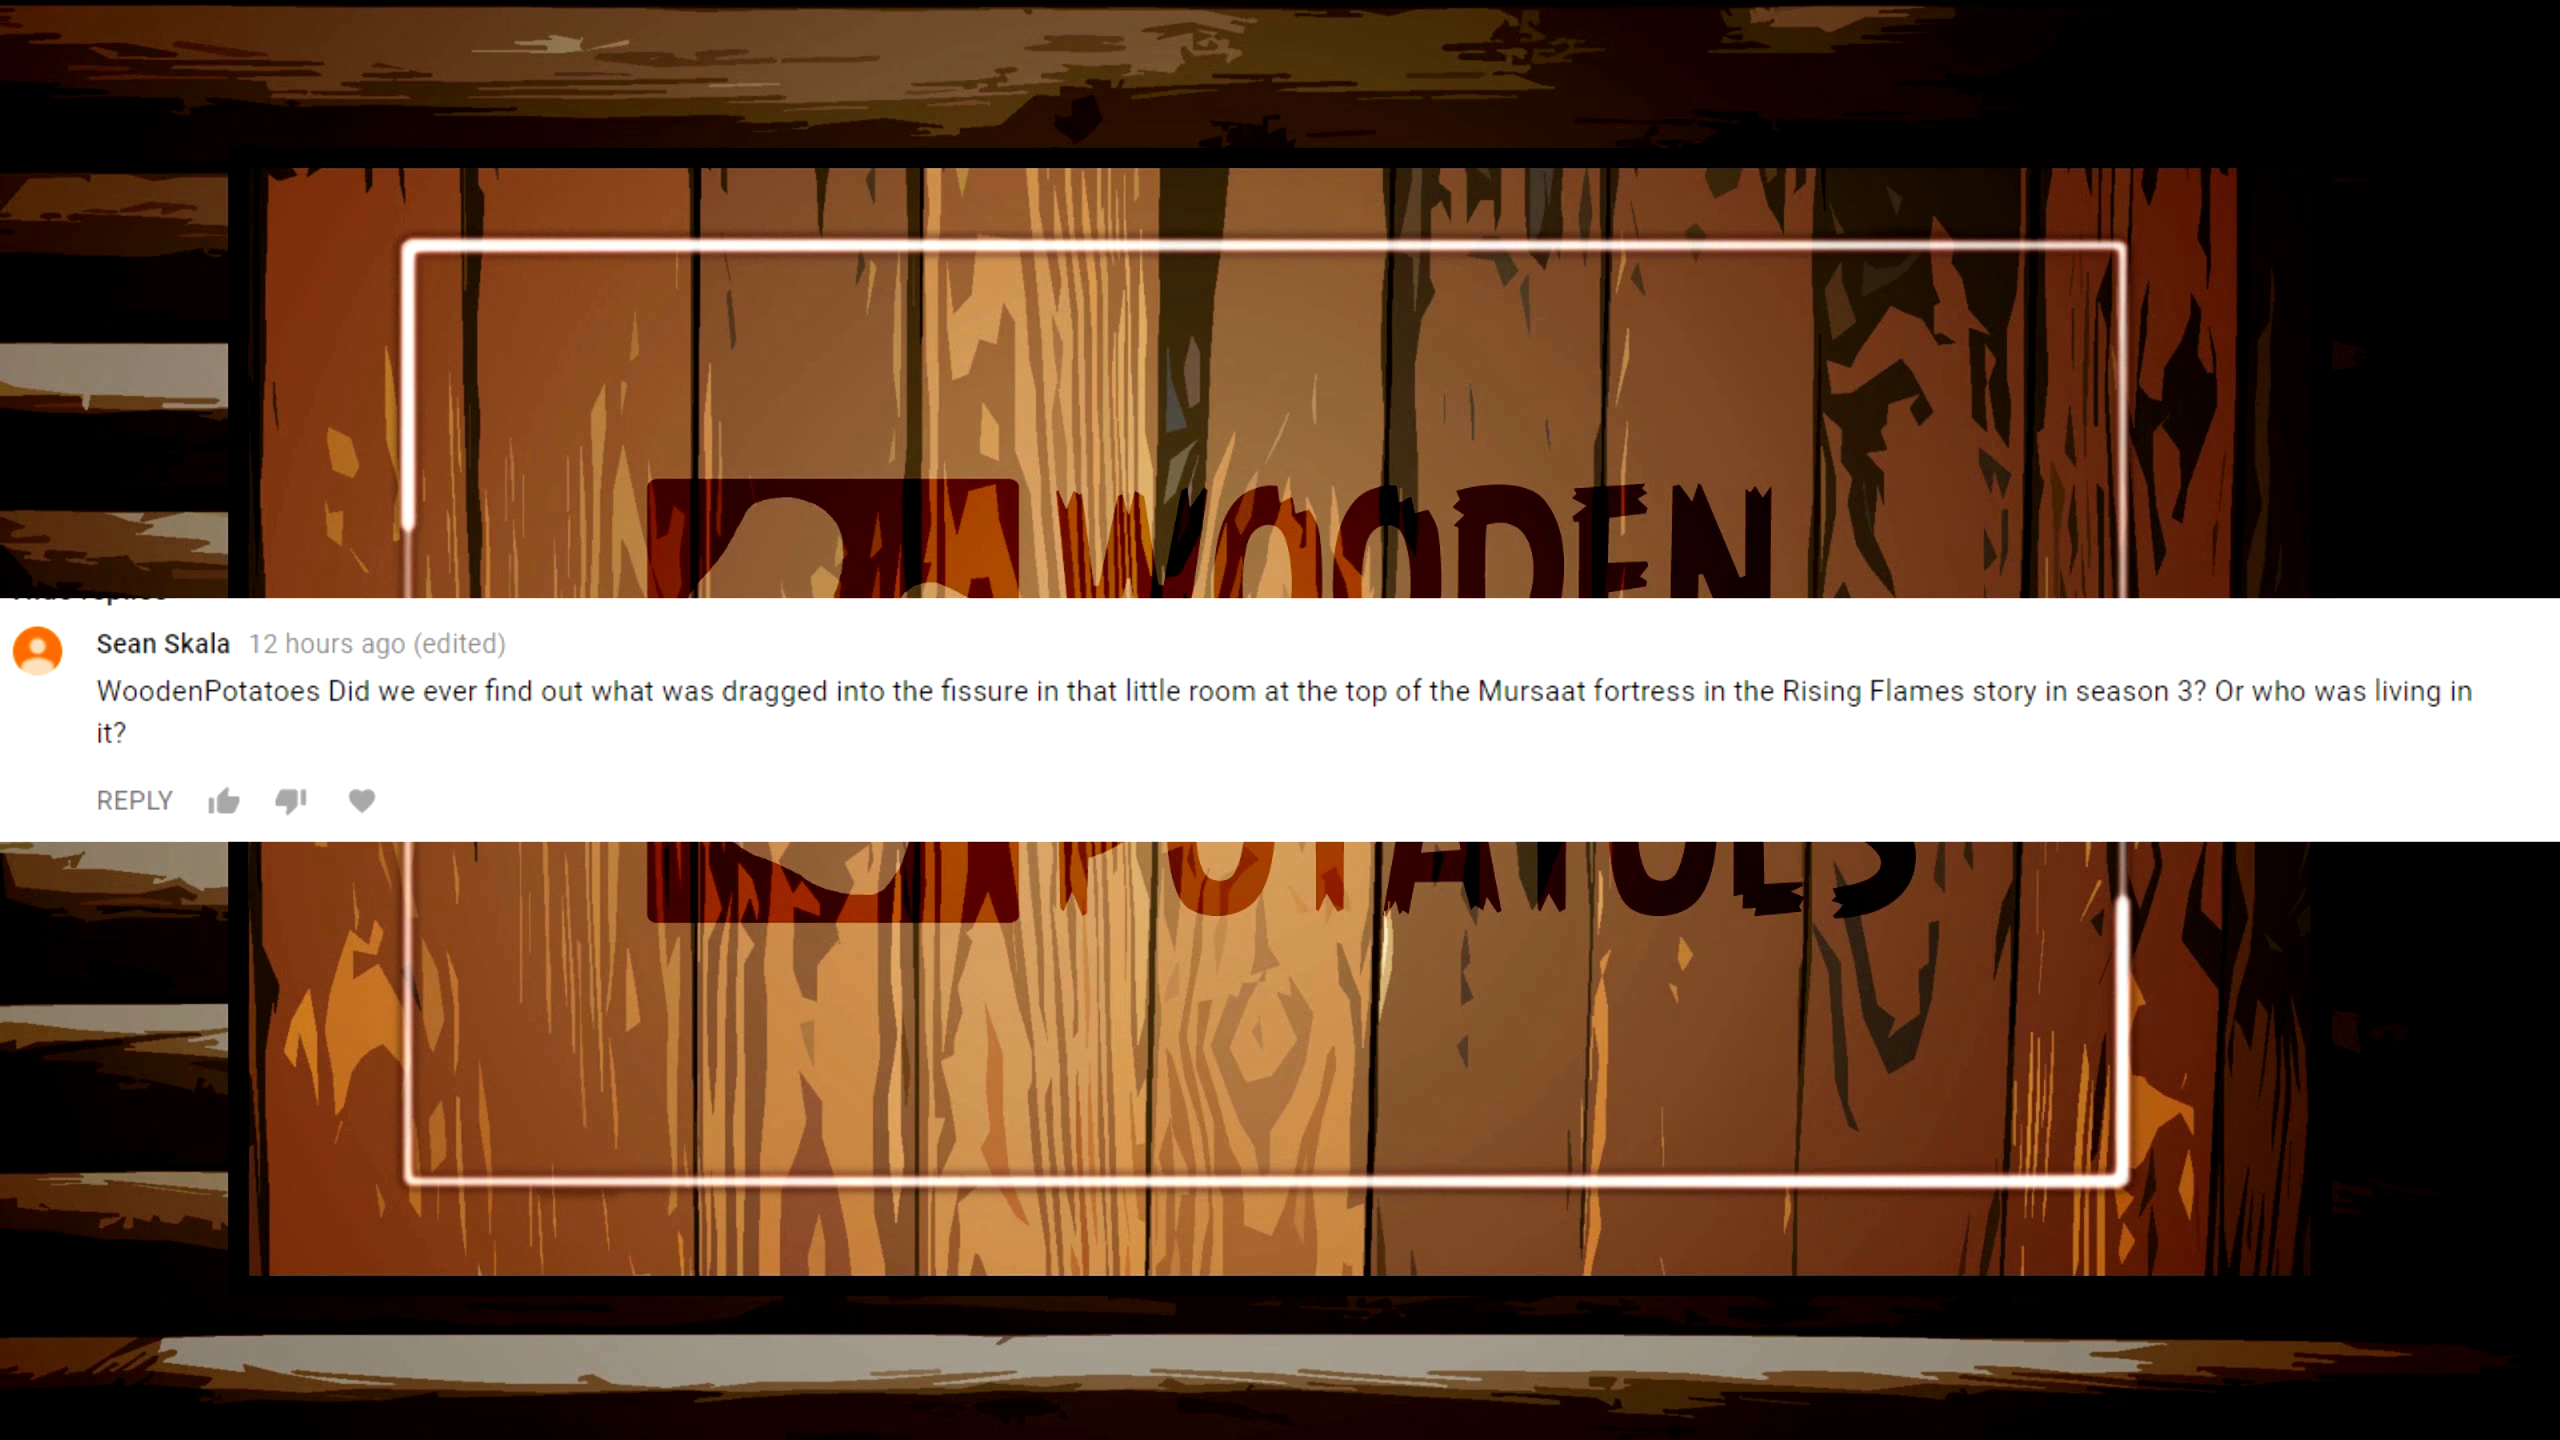 WOODEN
Sean Skala 12 hours ago (edited)
WoodenPotatoes Did we ever find out what was dragged into the fissure in that little room at the top of the Mursaat fortress in the Rising Flames story in season 3? Or who was living in
it?
REPLY
POTATOES